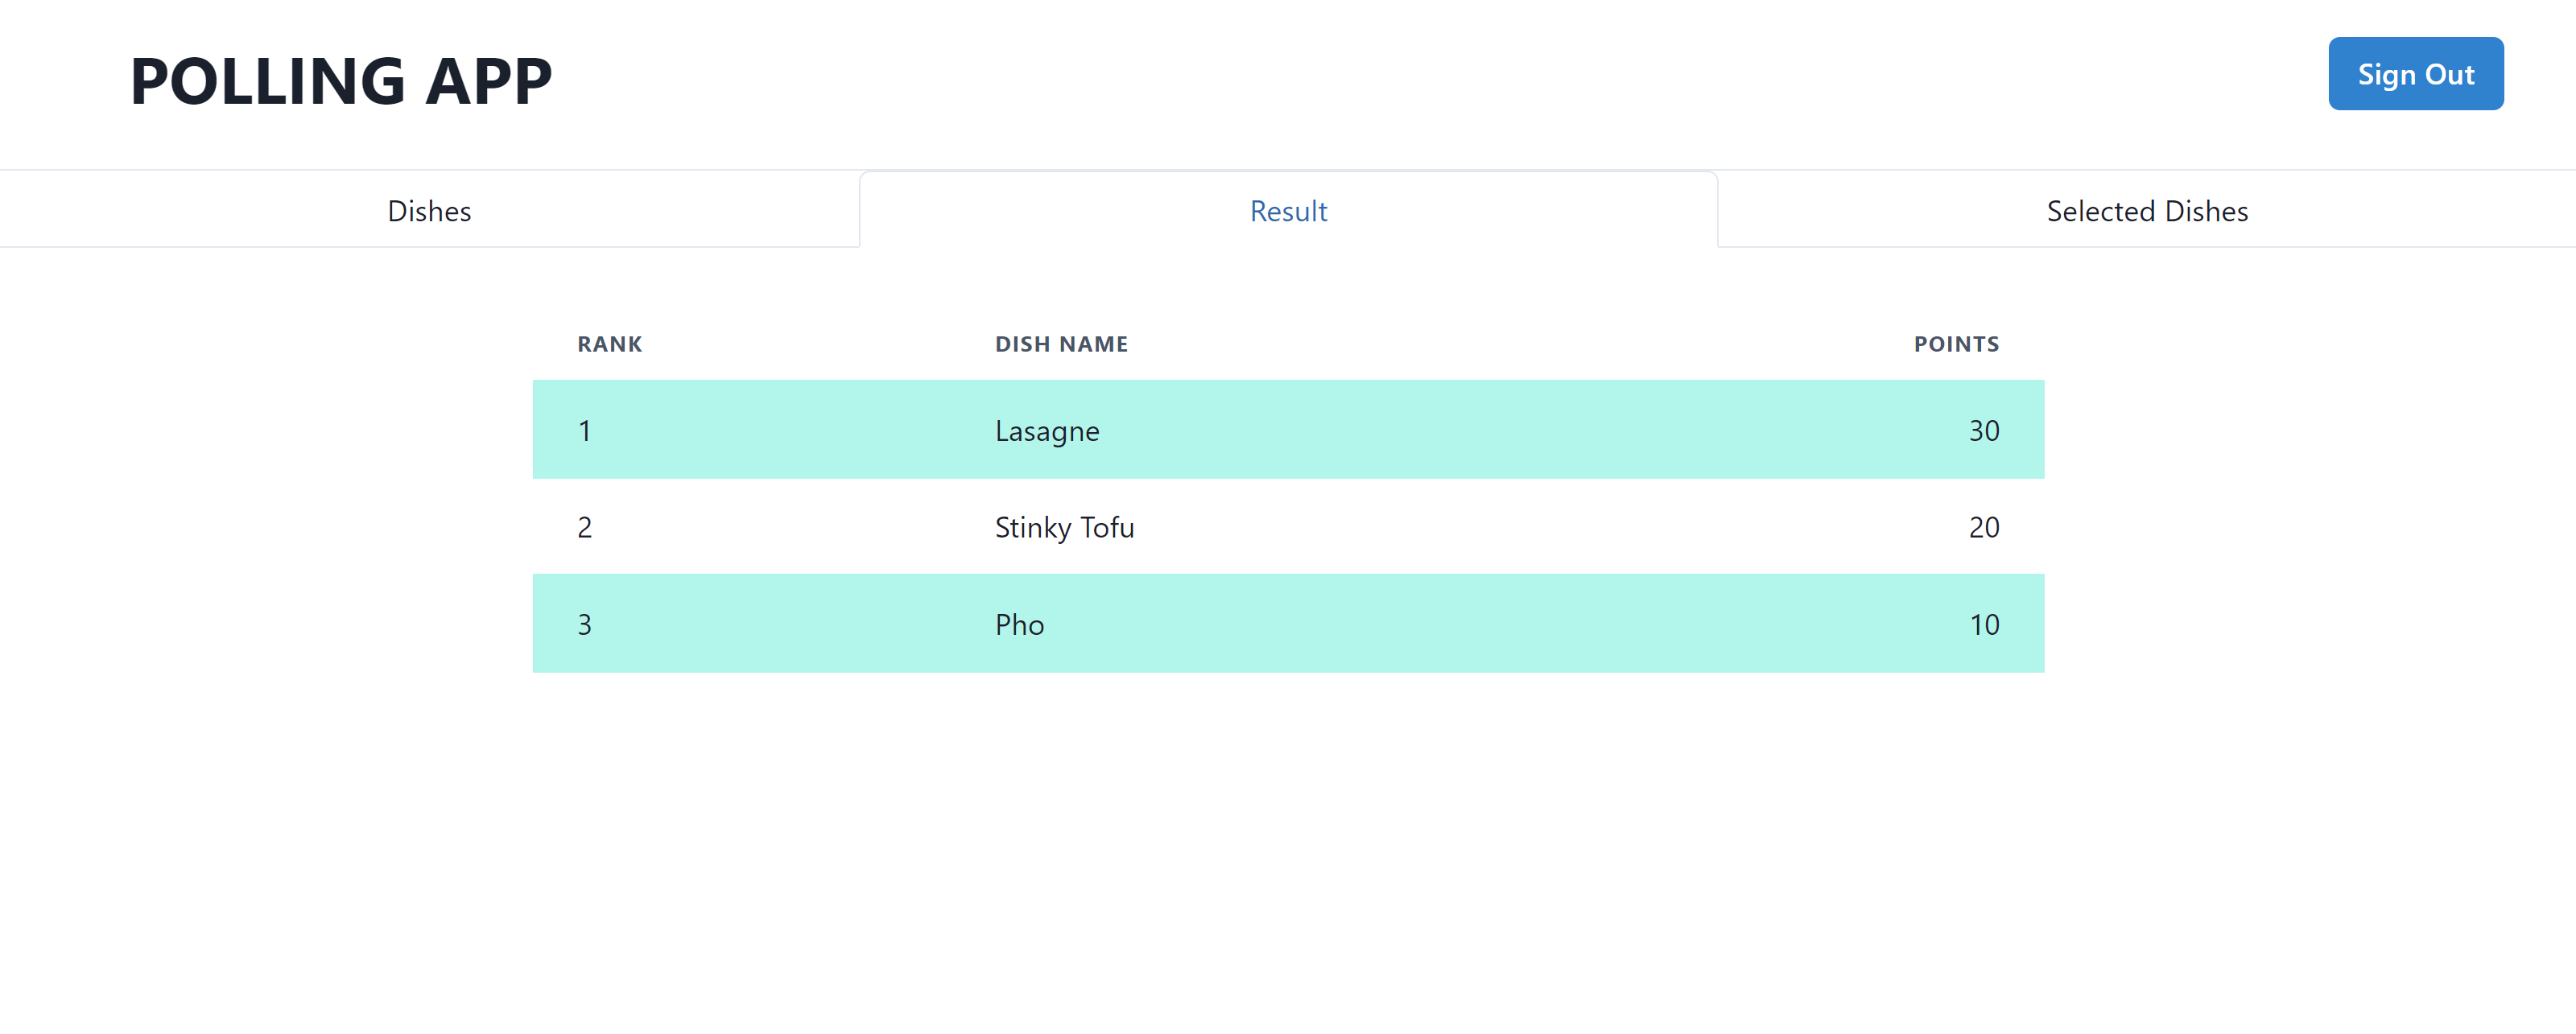 POLLING APP
Sign Out
Dishes Result Selected Dishes
RANK DISH NAME POINTS
1 Lasagne 30
2 Stinky Tofu 20
3 Pho 10